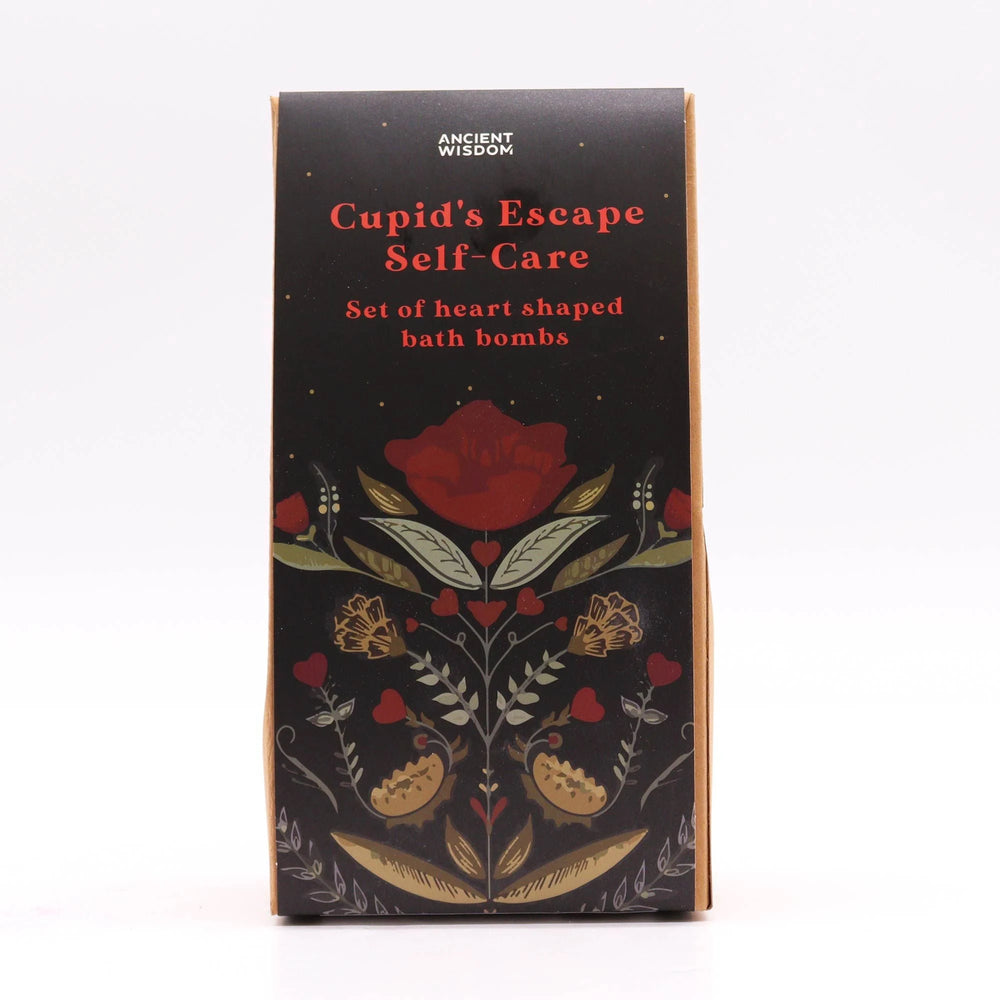 ANCIENT
WISDOM
Cupid's Escape
Self-Care
Set of heart shaped
bath bombs